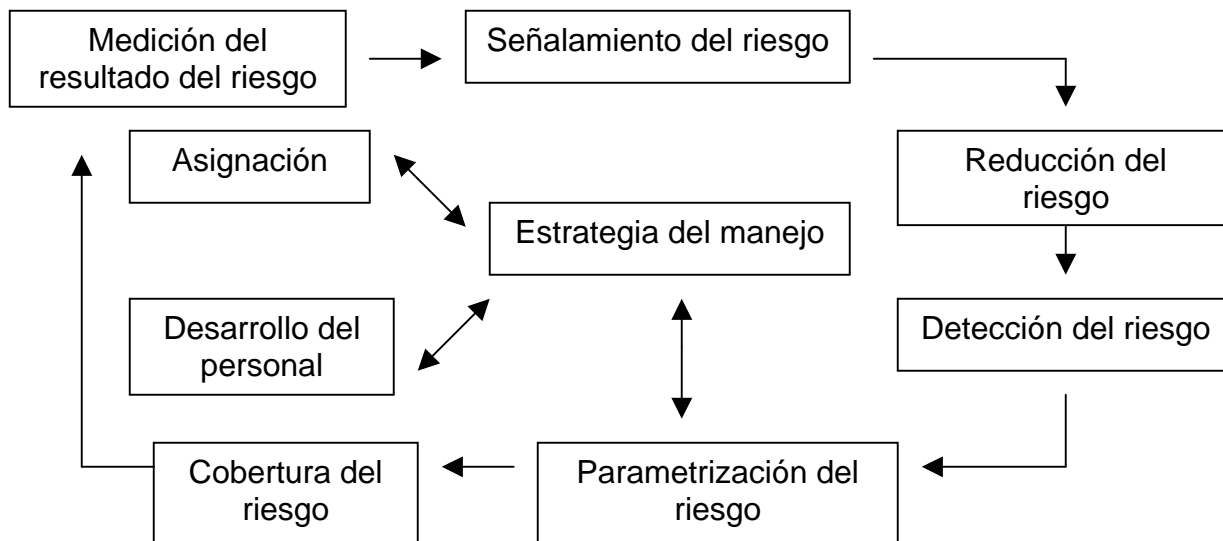 Medición del
resultado del riesgo
Señalamiento del riesgo
Asignación
Reducción del
riesgo
Estrategia del manejo
Desarrollo del
personal
Detección del riesgo
Cobertura del
riesgo
Parametrización del
riesgo